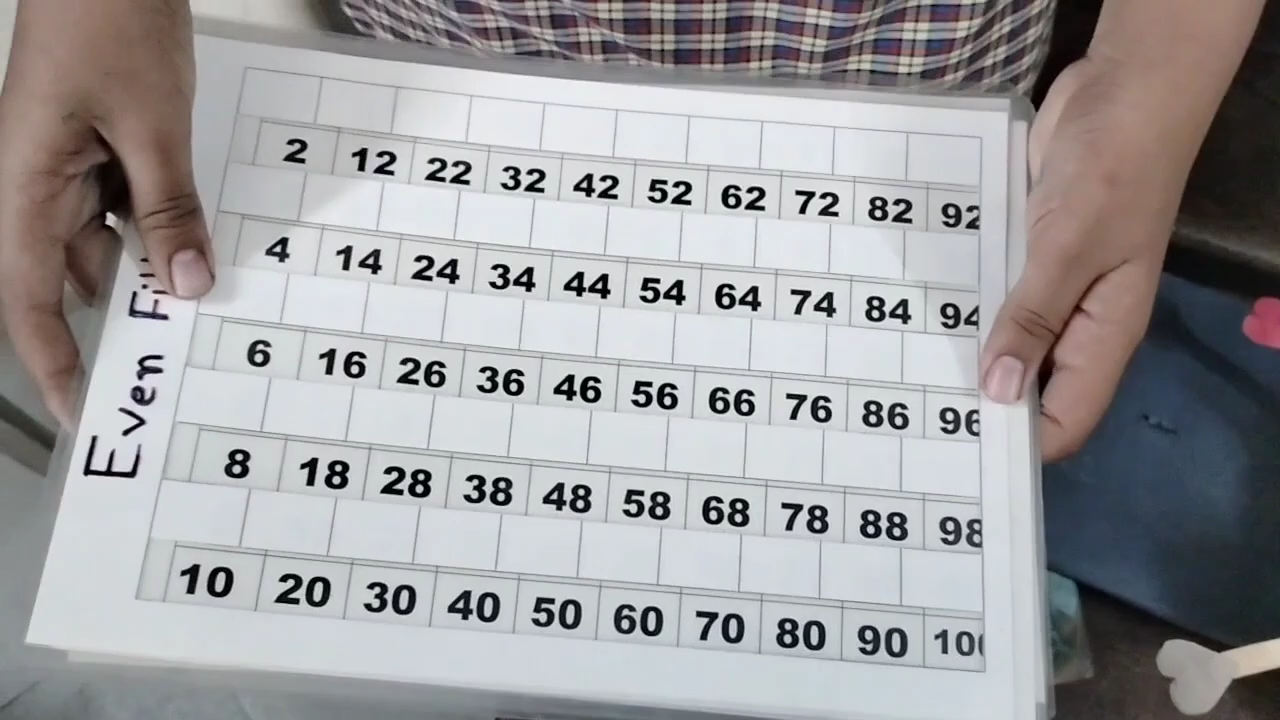 2 12 22 32 42 52 62 72 82 92
4 14 24 34 44 54 64 74 84 94
6 16 26 36 46 56 66 76 86 96
8 18 28 38 48 58 68 78 88 98
10 20 30 40 50 60 70 80 90 100
Even